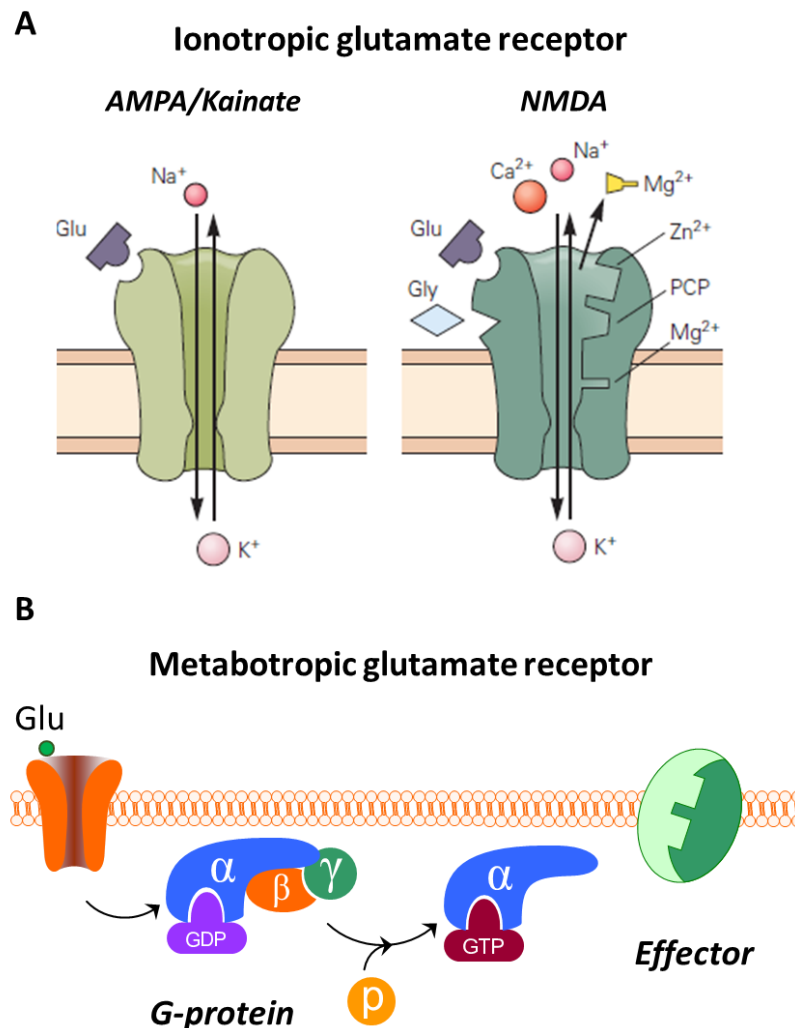 A
Ionotropic glutamate receptor
AMPA/Kainate
NMDA
Na⁺
Glu
K⁺
Na⁺
Ca²⁺
Mg²⁺
Glu
Zn²⁺
Gly
PCP
Mg²⁺
K⁺
B
Metabotropic glutamate receptor
Glu
α
β
γ
GDP
α
GTP
p
G-protein
Effector